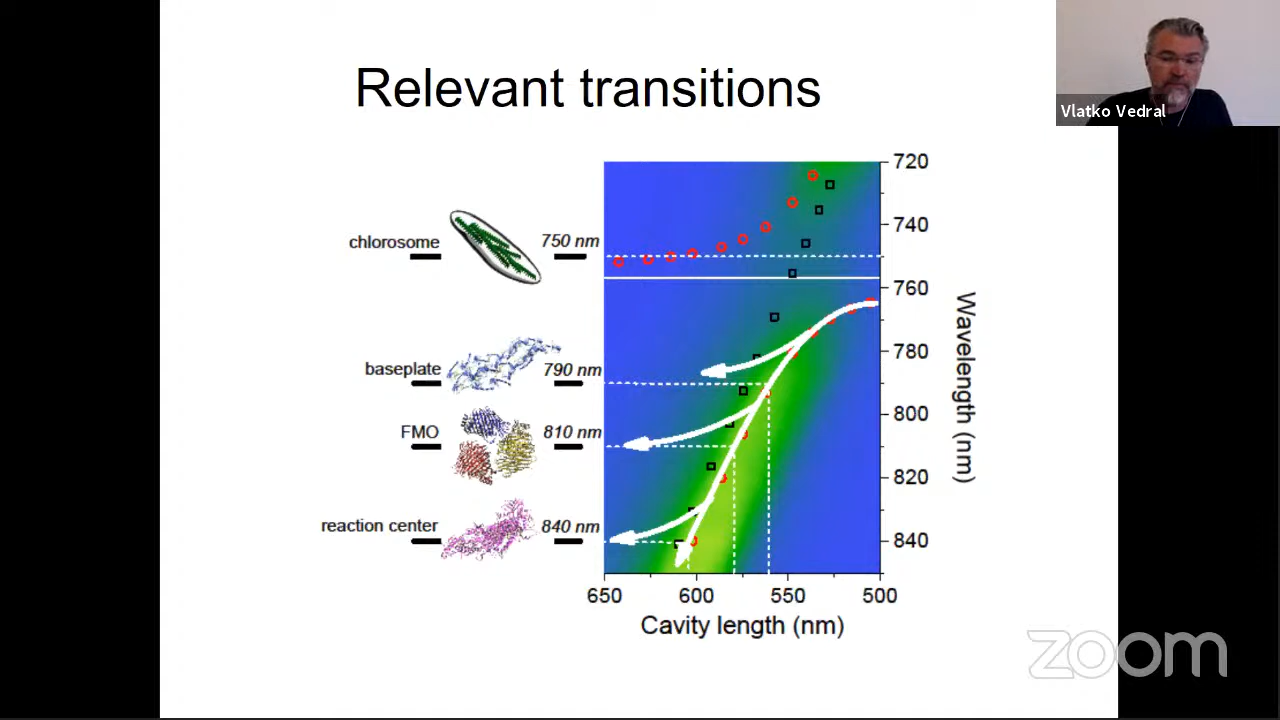 Relevant transitions
Vlatko Vedral
chlorosome
750 nm
baseplate
790 nm
FMO
810 nm
reaction center
840 nm
720
740
760
780
800
820
840
Wavelength (nm)
650
600
550
500
Cavity length (nm)
zoom